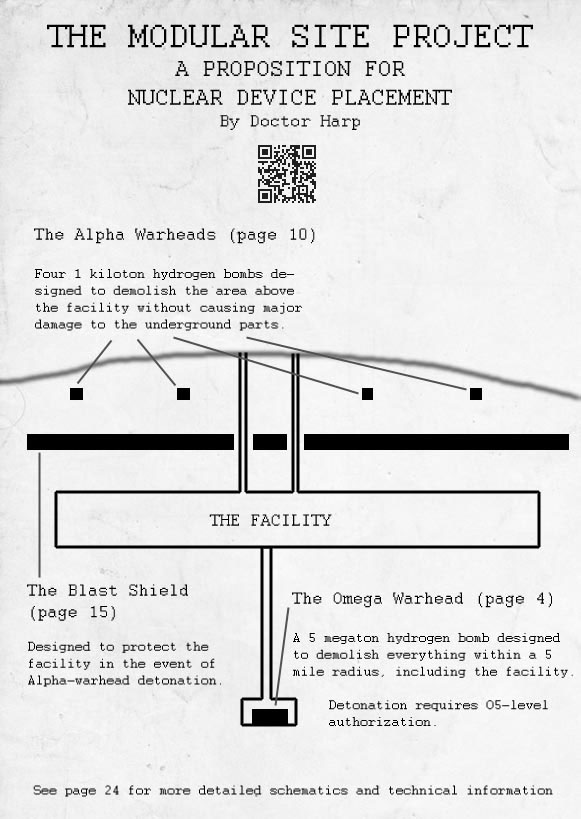 THE MODULAR SITE PROJECT
A PROPOSITION FOR
NUCLEAR DEVICE PLACEMENT
By Doctor Harp
The Alpha Warheads (page 10)
Four 1 kiloton hydrogen bombs de-
signed to demolish the area above
the facility without causing major
damage to the underground parts.
THE FACILITY
The Blast Shield
(page 15)
Designed to protect the
facility in the event of
Alpha-warhead detonation.
The Omega Warhead (page 4)
A 5 megaton hydrogen bomb designed
to demolish everything within a 5
mile radius, including the facility.
Detonation requires O5-level
authorization.
See page 24 for more detailed schematics and technical information